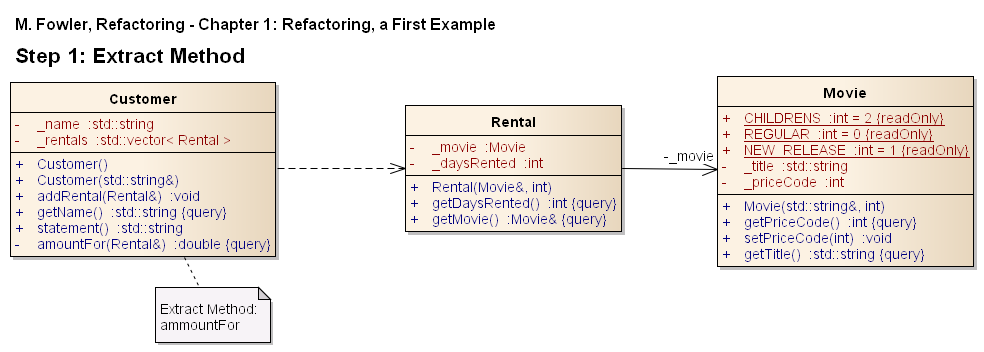 M. Fowler, Refactoring - Chapter 1: Refactoring, a First Example
Step 1: Extract Method
Customer
- _name :std::string
- _rentals :std::vector< Rental >
+ Customer()
+ Customer(std::string&)
+ addRental(Rental&) :void
+ getName() :std::string {query}
+ statement() :std::string
- amountFor(Rental&) :double {query}
Extract Method:
ammountFor
Rental
- _movie :Movie
- _daysRented :int
+ Rental(Movie&, int)
+ getDaysRented() :int {query}
+ getMovie() :Movie& {query}
-_movie
Movie
+ CHILDRENS :int = 2 {readOnly}
+ REGULAR :int = 0 {readOnly}
+ NEW_RELEASE :int = 1 {readOnly}
- _title :std::string
- _priceCode :int
+ Movie(std::string&, int)
+ getPriceCode() :int {query}
+ setPriceCode(int) :void
+ getTitle() :std::string {query}